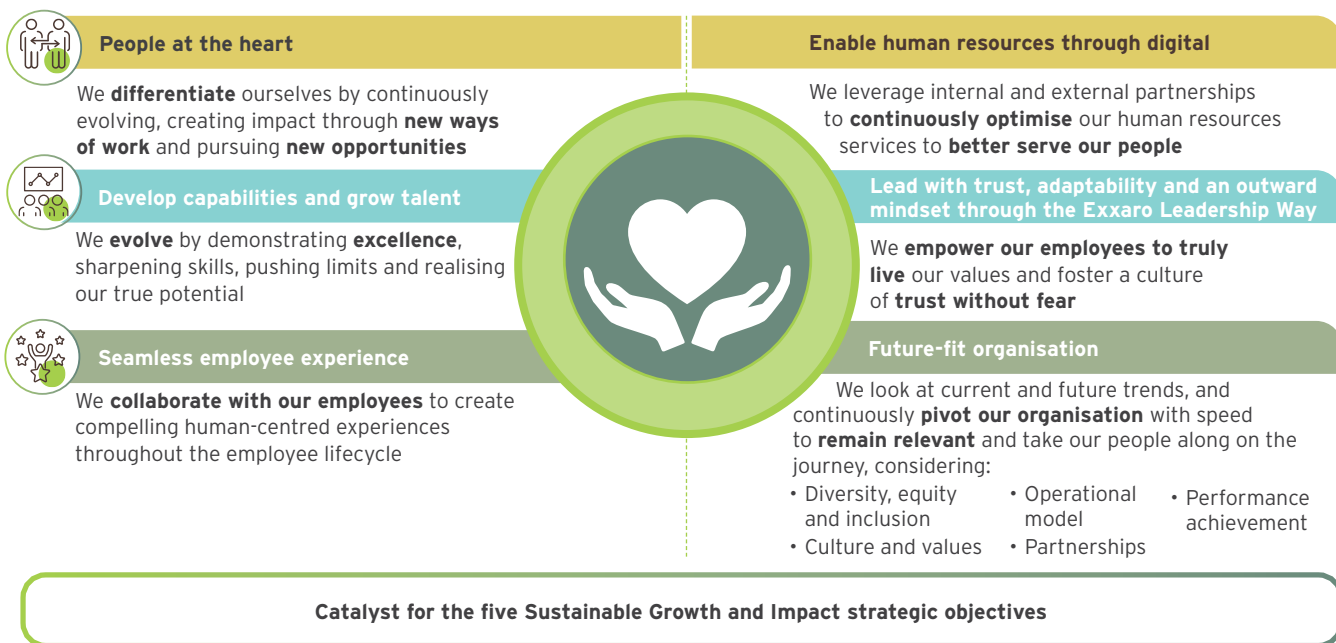 People at the heart
We differentiate ourselves by continuously
evolving, creating impact through new ways
of work and pursuing new opportunities
Develop capabilities and grow talent
We evolve by demonstrating excellence,
sharpening skills, pushing limits and realising
our true potential
Seamless employee experience
We collaborate with our employees to create
compelling human-centred experiences
throughout the employee lifecycle
Enable human resources through digital
We leverage internal and external partnerships
to continuously optimise our human resources
services to better serve our people
Lead with trust, adaptability and an outward
mindset through the Exxaro Leadership Way
We empower our employees to truly
live our values and foster a culture
of trust without fear
Future-fit organisation
We look at current and future trends, and
continuously pivot our organisation with speed
to remain relevant and take our people along on the
journey, considering:
• Diversity, equity
and inclusion
• Culture and values
• Operational
model
• Partnerships
• Performance
achievement
Catalyst for the five Sustainable Growth and Impact strategic objectives